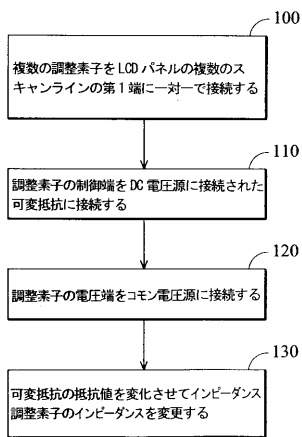 100
複数の調整素子をLCDパネルの複数のス
キャンラインの第1端に一対一で接続する
110
調整素子の制御端をDC電圧源に接続された
可変抵抗に接続する
120
調整素子の電圧端をコモン電圧源に接続する
130
可変抵抗の抵抗値を変化させてインピーダンス
調整素子のインピーダンスを変更する